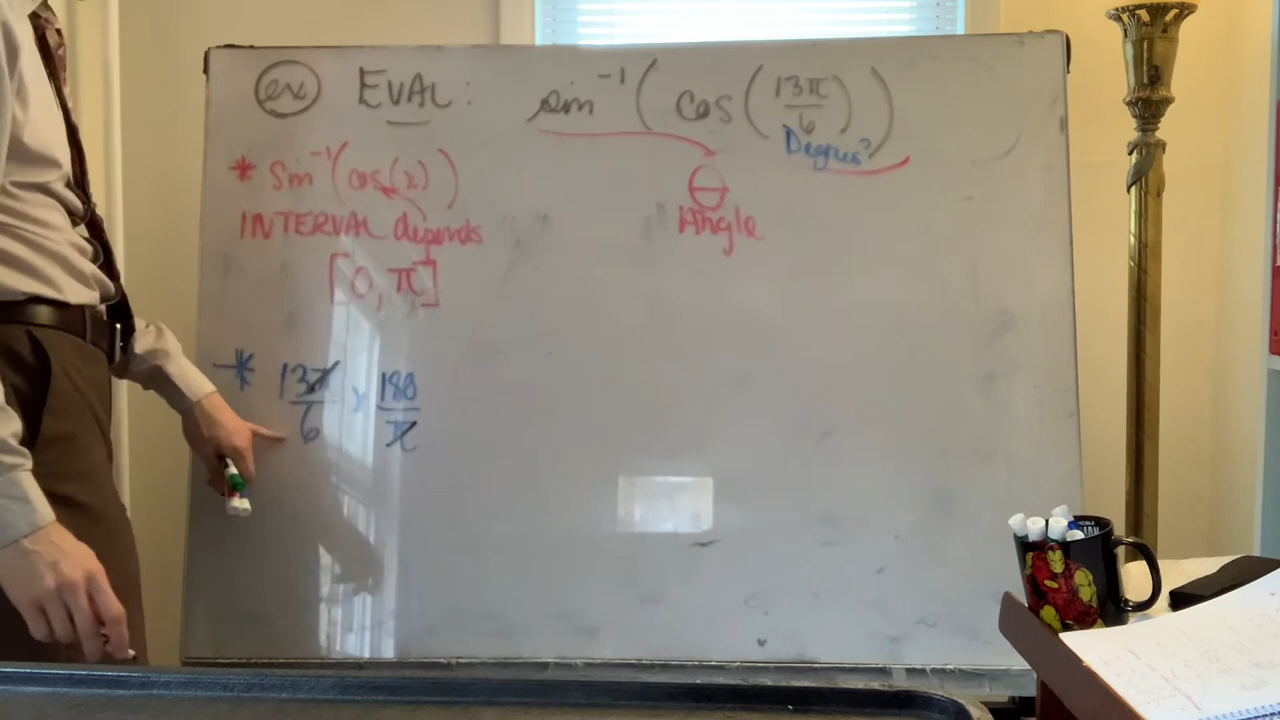 ex EVAL: sin⁻¹(cos(13π/6))
Degrees?
* Sin⁻¹(cos(x))
θ
INTERVAL depends
Angle
[0, π]
* 13π/6 × 180/π